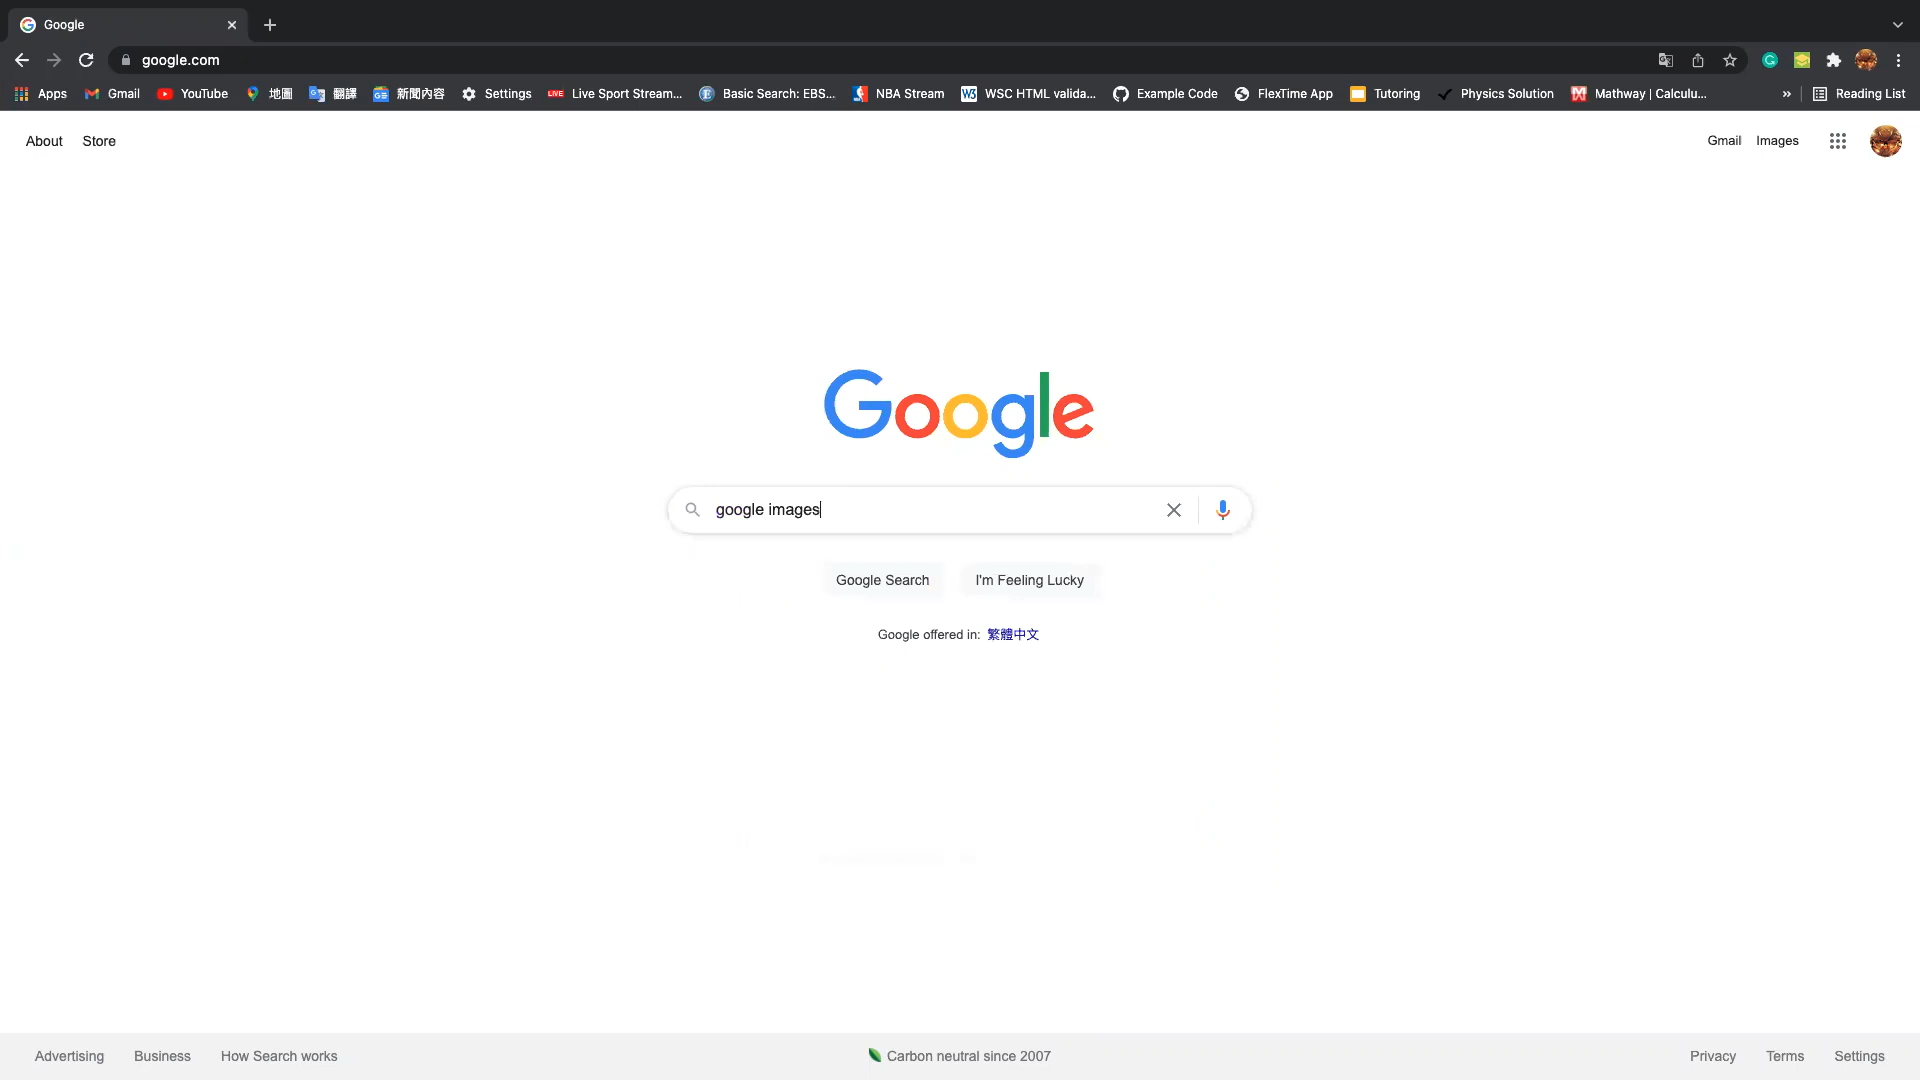 Google
google.com
Apps Gmail YouTube 地圖 翻譯 新聞內容 Settings LIVE Live Sport Stream... Basic Search: EBS... NBA Stream W3 WSC HTML valida... Example Code FlexTime App Tutoring Physics Solution Mathway | Calculu... » Reading List
About Store Gmail Images
Google
google images
Google Search I'm Feeling Lucky
Google offered in: 繁體中文
Advertising Business How Search works Carbon neutral since 2007 Privacy Terms Settings